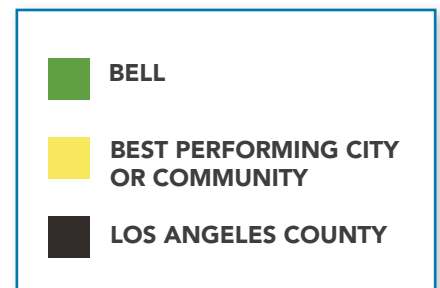 BELL
BEST PERFORMING CITY
OR COMMUNITY
LOS ANGELES COUNTY